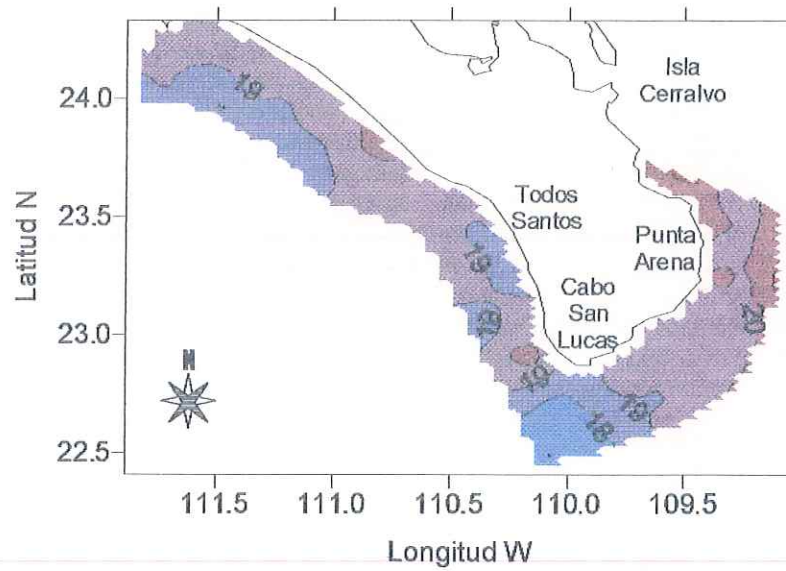 Latitud N
24.0
23.5
23.0
22.5
Isla
Cerralvo
Todos
Santos
Punta
Arena
Cabo
San
Lucas
19
19
19
19
19
18
20
N
111.5
111.0
110.5
110.0
109.5
Longitud W